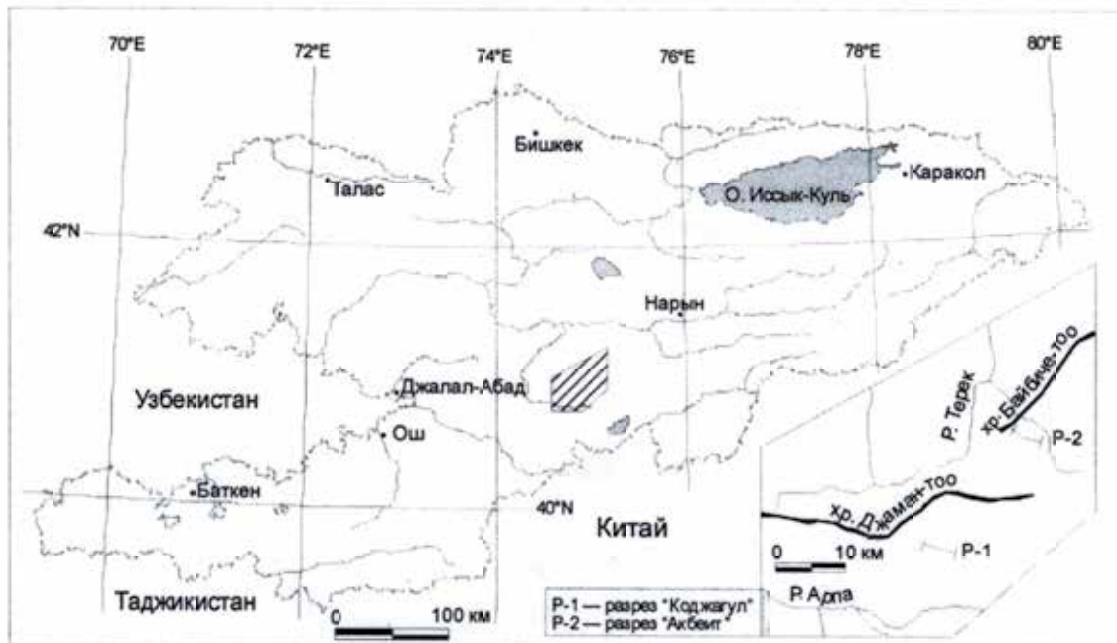 70°E
72°E
74°E
76°E
78°E
80°E
Бишкек
Талас
О. Иссык-Куль
Каракол
42°N
Нарын
Узбекистан
Джалал-Абад
Ош
Баткен
40°N
Китай
Таджикистан
0 100 км
Р-1 — разрез "Коджагул"
Р-2 — разрез "Акбеит"
Р. Терек
хр. Байбиче-тоо
Р-2
хр. Джаман-тоо
0 10 км
Р-1
Р. Арпа